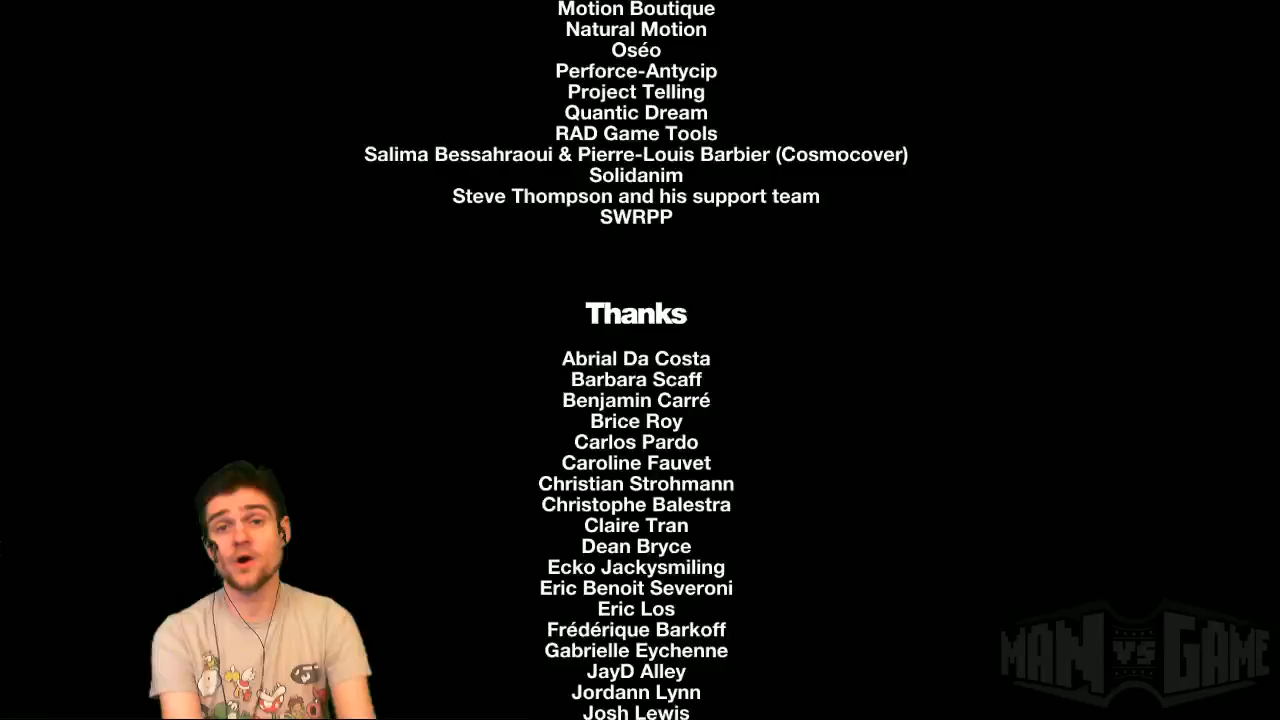 Motion Boutique
Natural Motion
Oséo
Perforce-Antycip
Project Telling
Quantic Dream
RAD Game Tools
Salima Bessahraoui & Pierre-Louis Barbier (Cosmocover)
Solidanim
Steve Thompson and his support team
SWRPP
Thanks
Abrial Da Costa
Barbara Scaff
Benjamin Carré
Brice Roy
Carlos Pardo
Caroline Fauvet
Christian Strohmann
Christophe Balestra
Claire Tran
Dean Bryce
Ecko Jackysmiling
Eric Benoit Severoni
Eric Los
Frédérique Barkoff
Gabrielle Eychenne
JayD Alley
Jordann Lynn
Josh Lewis
MAN VS GAME